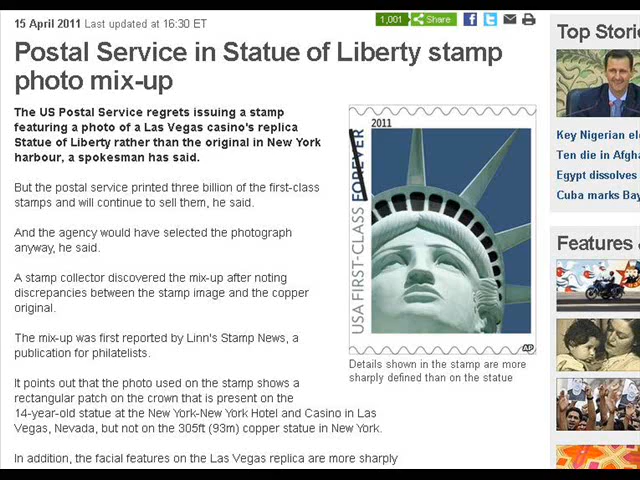 15 April 2011 Last updated at 16:30 ET
1,001 Share
Postal Service in Statue of Liberty stamp
photo mix-up
The US Postal Service regrets issuing a stamp
featuring a photo of a Las Vegas casino's replica
Statue of Liberty rather than the original in New York
harbour, a spokesman has said.
But the postal service printed three billion of the first-class
stamps and will continue to sell them, he said.
And the agency would have selected the photograph
anyway, he said.
A stamp collector discovered the mix-up after noting
discrepancies between the stamp image and the copper
original.
The mix-up was first reported by Linn's Stamp News, a
publication for philatelists.
It points out that the photo used on the stamp shows a
rectangular patch on the crown that is present on the
14-year-old statue at the New York-New York Hotel and Casino in Las
Vegas, Nevada, but not on the 305ft (93m) copper statue in New York.
In addition, the facial features on the Las Vegas replica are more sharply
2011
USA FIRST-CLASS FOREVER
AP
Details shown in the stamp are more
sharply defined than on the statue
Top Storie
Key Nigerian el
Ten die in Afgha
Egypt dissolves
Cuba marks Bay
Features &